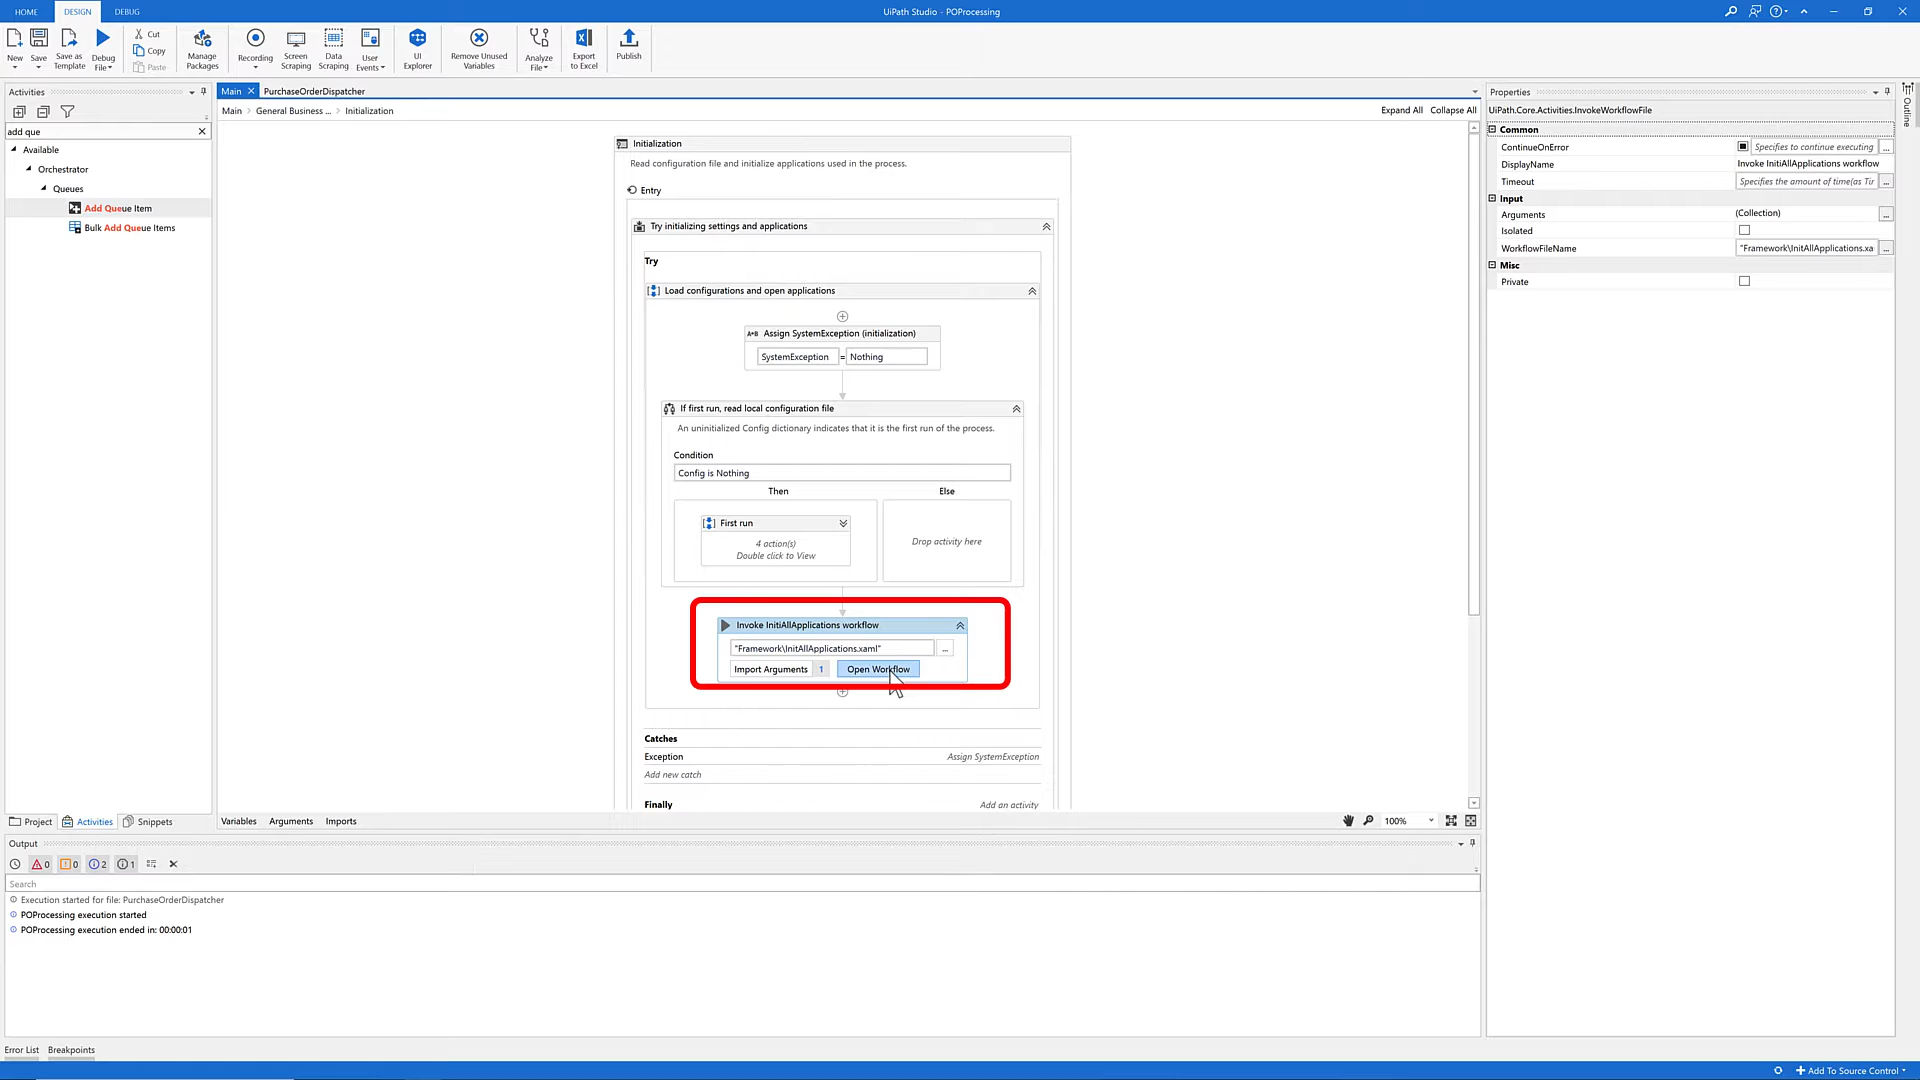 HOME
DESIGN
DEBUG
UiPath Studio - POProcessing
New
Save
Save as
Template
Debug
File
Cut
Copy
Paste
Manage
Packages
Recording
Screen
Scraping
Data
Scraping
User
Events
UI
Explorer
Remove Unused
Variables
Analyze
File
Export
to Excel
Publish
Activities
add que
Available
Orchestrator
Queues
Add Queue Item
Bulk Add Queue Items
Main
PurchaseOrderDispatcher
Main > General Business ... > Initialization
Expand All Collapse All
Initialization
Read configuration file and initialize applications used in the process.
Entry
Try initializing settings and applications
Try
Load configurations and open applications
A+B Assign SystemException (initialization)
SystemException = Nothing
If first run, read local configuration file
An uninitialized Config dictionary indicates that it is the first run of the process.
Condition
Config is Nothing
Then
Else
First run
4 action(s)
Double click to View
Drop activity here
Invoke InitiAllApplications workflow
"Framework\InitAllApplications.xaml"
...
Import Arguments 1
Open Workflow
Catches
Exception
Assign SystemException
Add new catch
Finally
Add an activity
Variables
Arguments
Imports
100%
Project
Activities
Snippets
Properties
UiPath.Core.Activities.InvokeWorkflowFile
Common
ContinueOnError
Specifies to continue executing
...
DisplayName
Invoke InitiAllApplications workflow
Timeout
Specifies the amount of time(as Tir
...
Input
Arguments
(Collection)
...
Isolated
WorkflowFileName
"Framework\InitAllApplications.xa
...
Misc
Private
Outline
Output
0
0
2
1
Search
Execution started for file: PurchaseOrderDispatcher
POProcessing execution started
POProcessing execution ended in: 00:00:01
Error List
Breakpoints
Add To Source Control